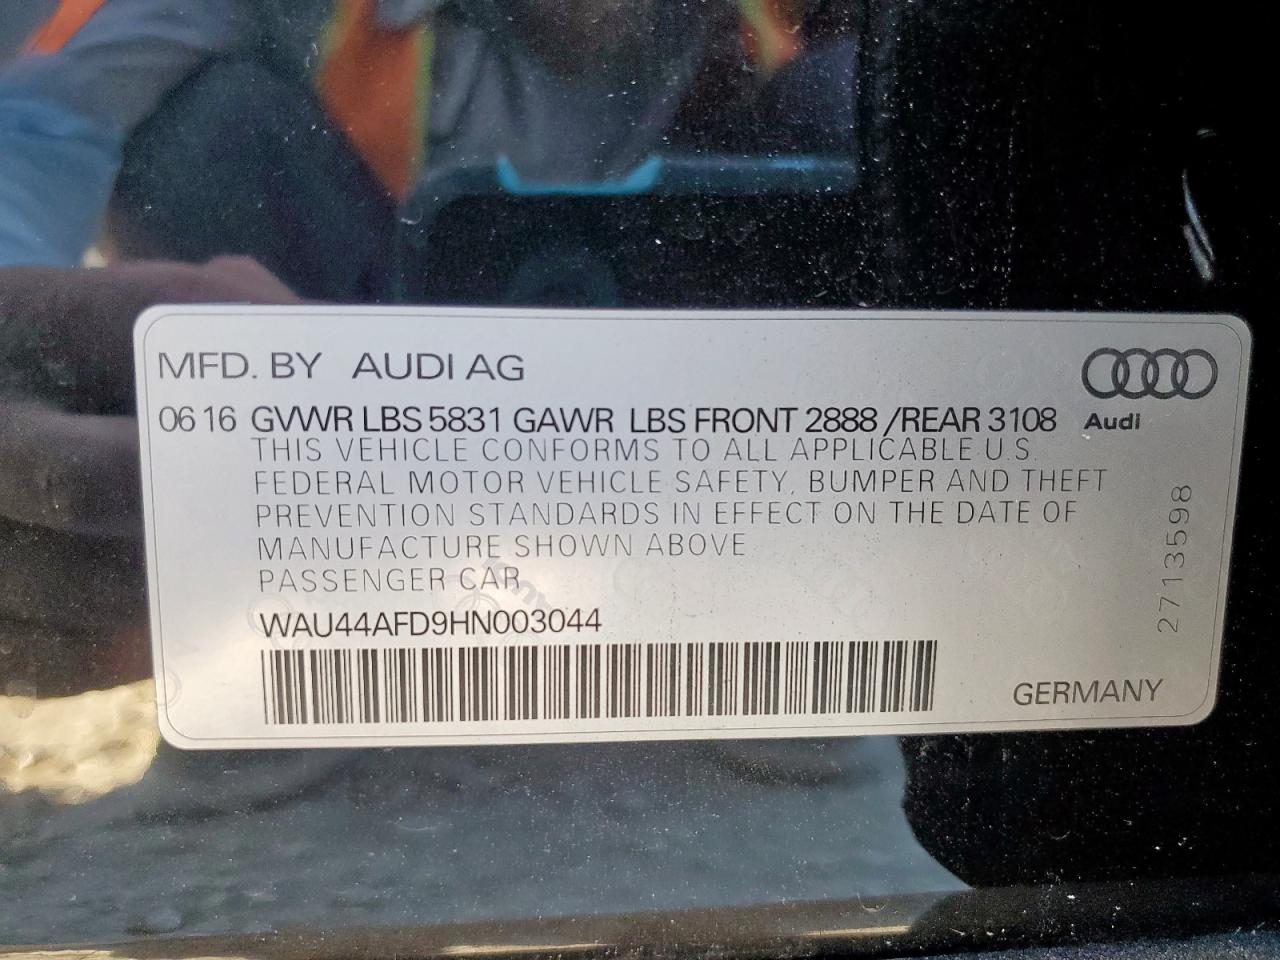 MFD. BY AUDI AG
06 16 GVWR LBS 5831 GAWR LBS FRONT 2888 /REAR 3108
Audi
THIS VEHICLE CONFORMS TO ALL APPLICABLE U.S.
FEDERAL MOTOR VEHICLE SAFETY, BUMPER AND THEFT
PREVENTION STANDARDS IN EFFECT ON THE DATE OF
MANUFACTURE SHOWN ABOVE
PASSENGER CAR
WAU44AFD9HN003044
2713598
GERMANY